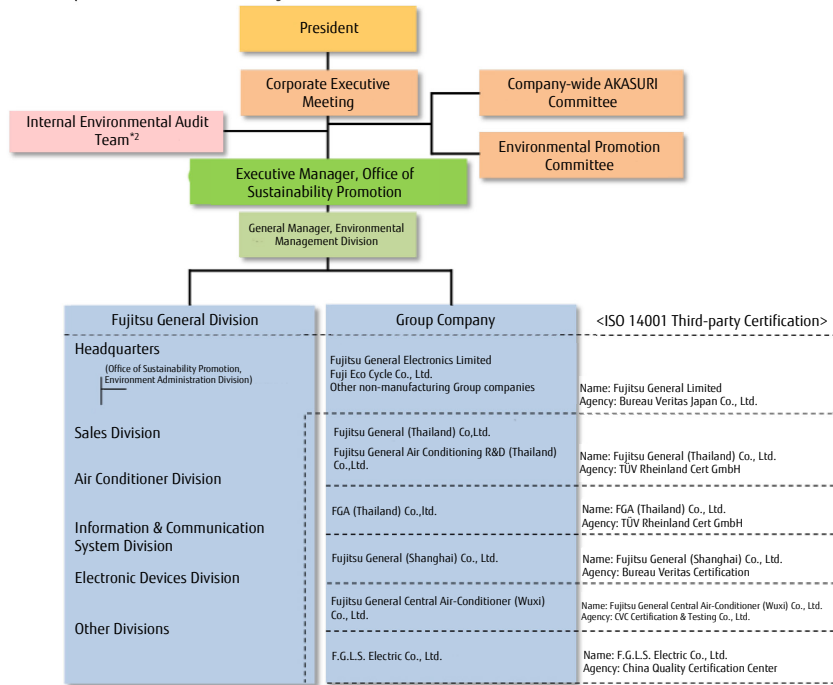 President
Corporate Executive
Meeting
Company-wide AKASURI
Committee
Internal Environmental Audit
Team*2
Environmental Promotion
Committee
Executive Manager, Office of
Sustainability Promotion
General Manager, Environmental
Management Division
Fujitsu General Division
Headquarters
(Office of Sustainability Promotion,
Environment Administration Division)
Sales Division
Air Conditioner Division
Information & Communication
System Division
Electronic Devices Division
Other Divisions
Group Company
Fujitsu General Electronics Limited
Fuji Eco Cycle Co., Ltd.
Other non-manufacturing Group companies
Fujitsu General (Thailand) Co,Ltd.
Fujitsu General Air Conditioning R&D (Thailand)
Co.,Ltd.
FGA (Thailand) Co.,ltd.
Fujitsu General (Shanghai) Co., Ltd.
Fujitsu General Central Air-Conditioner (Wuxi)
Co., Ltd.
F.G.L.S. Electric Co., Ltd.
<ISO 14001 Third-party Certification>
Name: Fujitsu General Limited
Agency: Bureau Veritas Japan Co., Ltd.
Name: Fujitsu General (Thailand) Co., Ltd.
Agency: TÜV Rheinland Cert GmbH
Name: FGA (Thailand) Co., Ltd.
Agency: TÜV Rheinland Cert GmbH
Name: Fujitsu General (Shanghai) Co., Ltd.
Agency: Bureau Veritas Certification
Name: Fujitsu General Central Air-Conditioner (Wuxi) Co., Ltd.
Agency: CVC Certification & Testing Co., Ltd.
Name: F.G.L.S. Electric Co., Ltd.
Agency: China Quality Certification Center